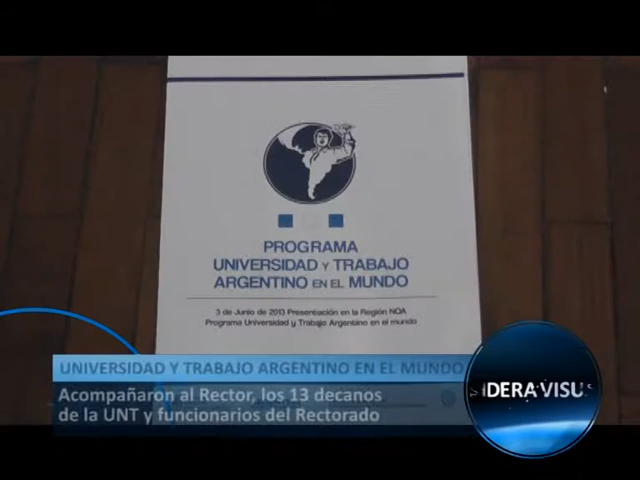 PROGRAMA
UNIVERSIDAD Y TRABAJO
ARGENTINO EN EL MUNDO
3 de Junio de 2013 Presentación en la Región NOA
Programa Universidad y Trabajo Argentino en el mundo
UNIVERSIDAD Y TRABAJO ARGENTINO EN EL MUNDO
Acompañaron al Rector, los 13 decanos
de la UNT y funcionarios del Rectorado
SIDERA VISUS